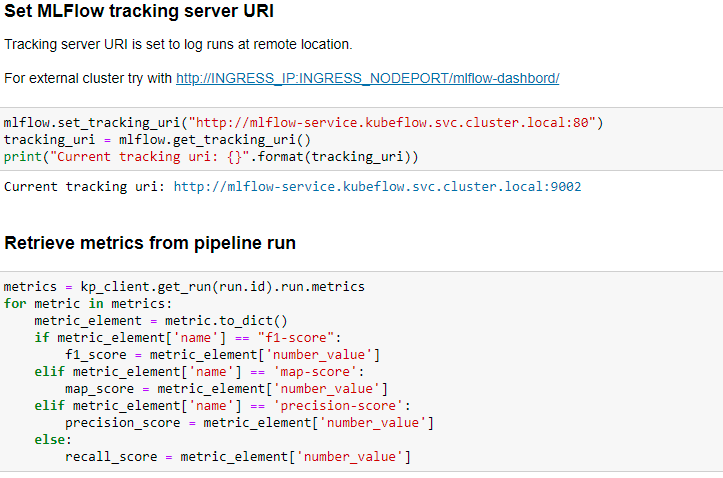 Set MLFlow tracking server URI
Tracking server URI is set to log runs at remote location.
For external cluster try with http://INGRESS_IP:INGRESS_NODEPORT/mlflow-dashbord/
mlflow.set_tracking_uri("http://mlflow-service.kubeflow.svc.cluster.local:80")
tracking_uri = mlflow.get_tracking_uri()
print("Current tracking uri: {}".format(tracking_uri))
Current tracking uri: http://mlflow-service.kubeflow.svc.cluster.local:9002
Retrieve metrics from pipeline run
metrics = kp_client.get_run(run.id).run.metrics
for metric in metrics:
    metric_element = metric.to_dict()
    if metric_element['name'] == "f1-score":
        f1_score = metric_element['number_value']
    elif metric_element['name'] == 'map-score':
        map_score = metric_element['number_value']
    elif metric_element['name'] == 'precision-score':
        precision_score = metric_element['number_value']
    else:
        recall_score = metric_element['number_value']